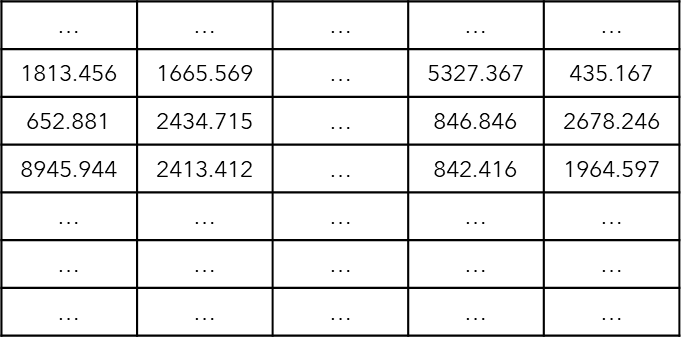 … … … … …
1813.456 1665.569 … 5327.367 435.167
652.881 2434.715 … 846.846 2678.246
8945.944 2413.412 … 842.416 1964.597
… … … … …
… … … … …
… … … … …